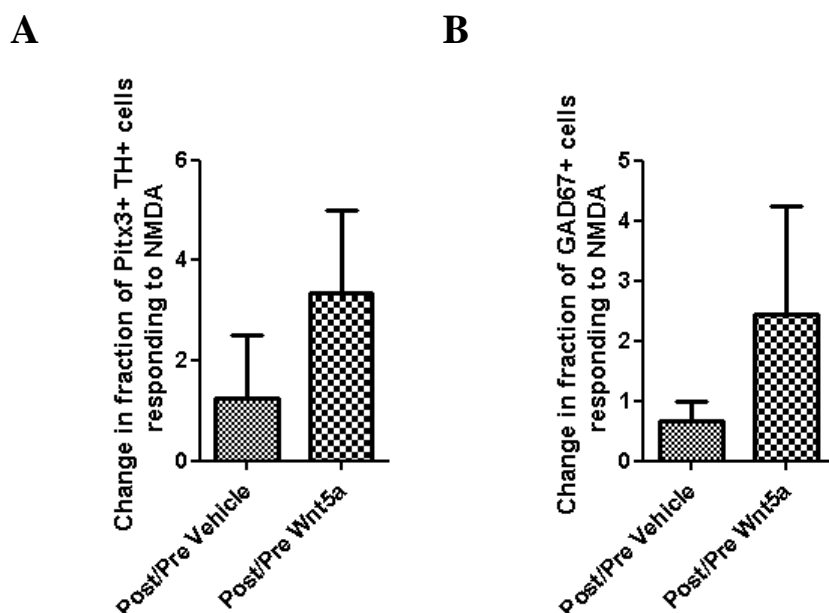 A
Change in fraction of Pitx3+ TH+ cells
responding to NMDA
6
4
2
0
Post/Pre Vehicle
Post/Pre Wnt5a
B
Change in fraction of GAD67+ cells
responding to NMDA
5
4
3
2
1
0
Post/Pre Vehicle
Post/Pre Wnt5a